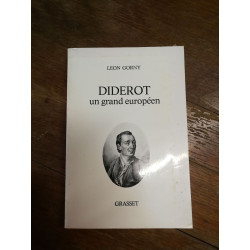 LEON GORNY
DIDEROT
un grand européen
GRASSET